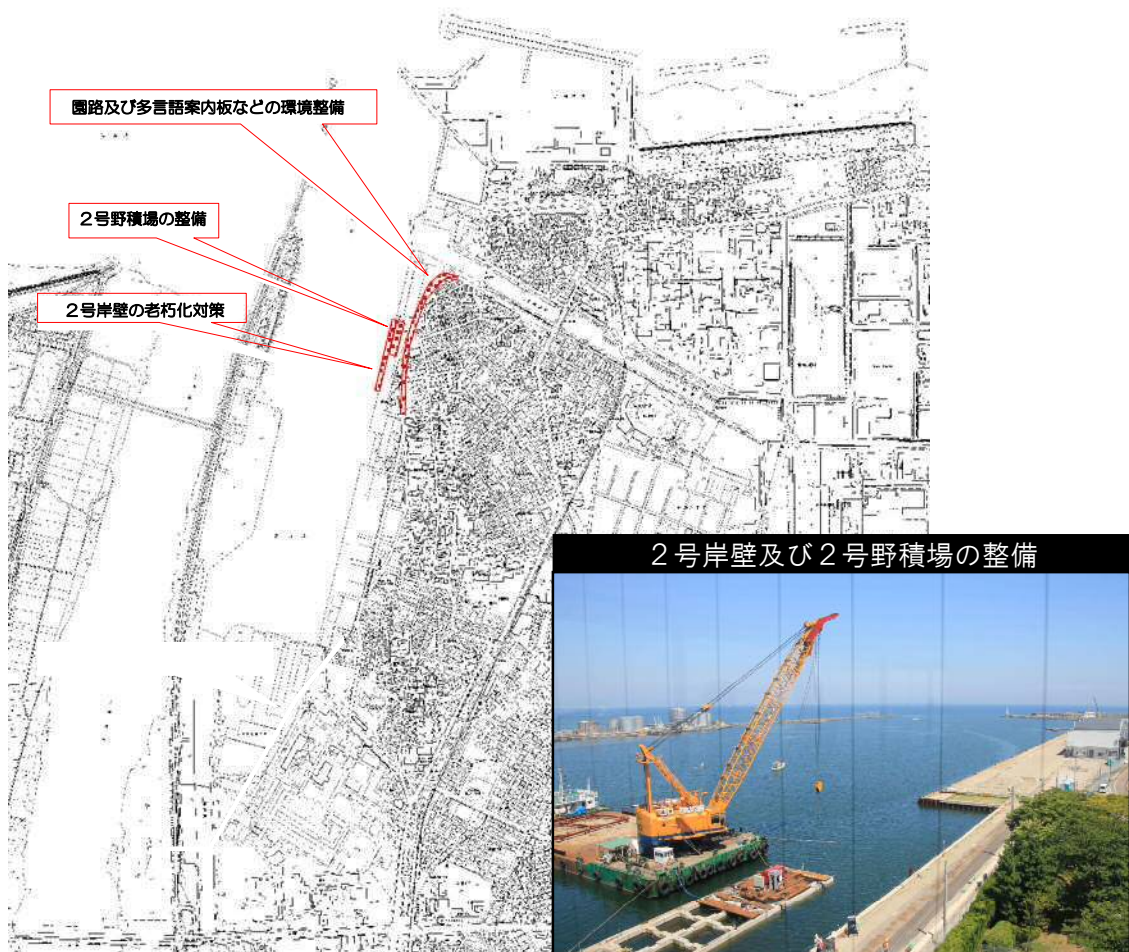 園路及び多言語案内板などの環境整備
２号野積場の整備
２号岸壁の老朽化対策
２号岸壁及び２号野積場の整備